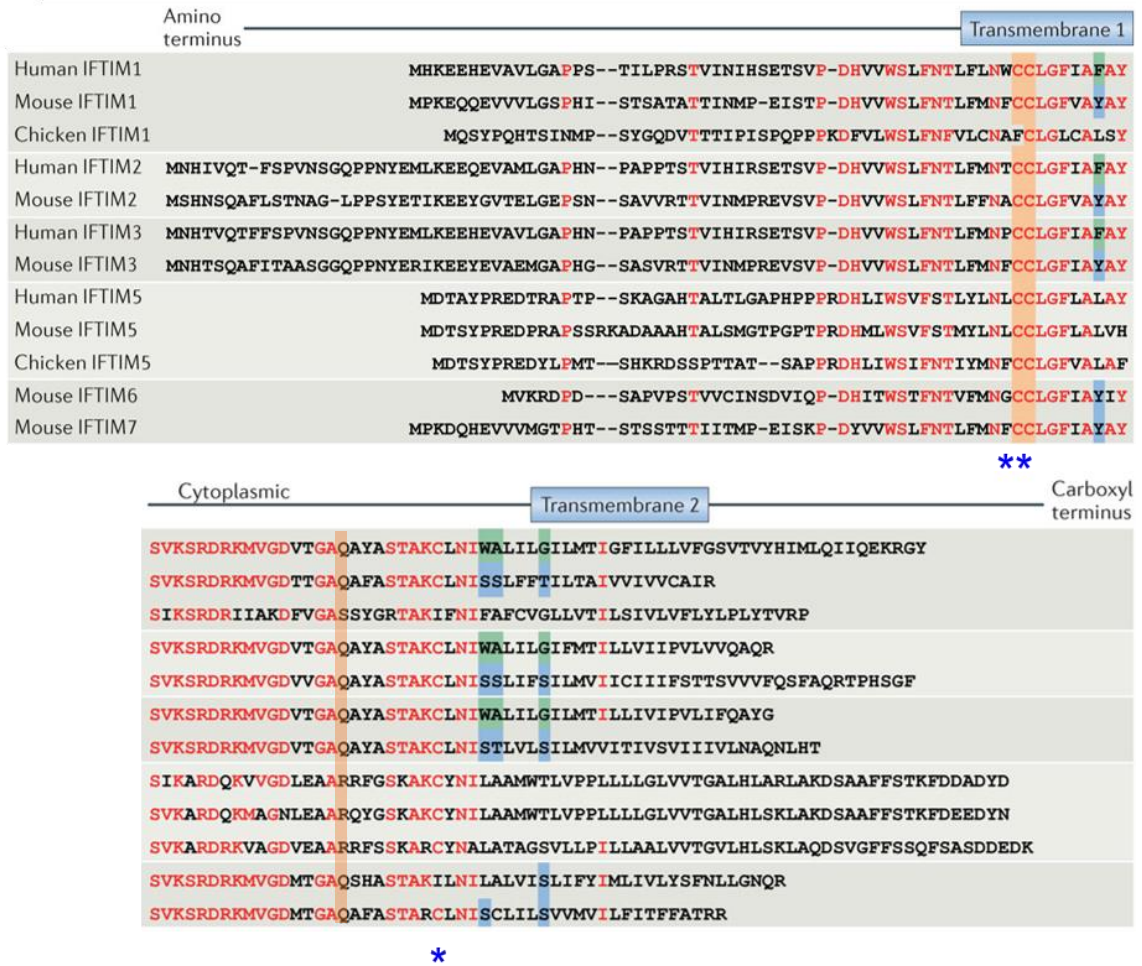 Amino
terminus
Transmembrane 1
Human IFTIM1 MHKEEHEVAVLGAPPS--TILPRSTVINIHSETSVP-DHVVWSLFNTLFLNWCCLGFIAFAY
Mouse IFTIM1 MPKEQQEVVVLGSPHI--STSATATTINMP-EISTP-DHVVWSLFNTLFMNFCCLGFVAYAY
Chicken IFTIM1 MQSYPQHTSINMP--SYGQDVTTTIPISPQPPPKDFVLWSLFNFVLCNAFCLGLCALSY
Human IFTIM2 MNHIVQT-FSPVNSGQPPNYEMLKEEQEVAMLGAPHN--PAPPTSTVIHIRSETSVP-DHVVWSLFNTLFMNTCCLGFIAFAY
Mouse IFTIM2 MSHNSQAFLSTNAG-LPPSYETIKEEYGVTELGEPSN--SAVVRTTVINMPREVSVP-DHVVWSLFNTLFFNACCLGFVAYAY
Human IFTIM3 MNHTVQTFFSPVNSGQPPNYEMLKEEHEVAVLGAPHN--PAPPTSTVIHIRSETSVP-DHVVWSLFNTLFMNPCCLGFIAFAY
Mouse IFTIM3 MNHTSQAFITAASGGQPPNYERIKEEYEVAEMGAPHG--SASVRTTVINMPREVSVP-DHVVWSLFNTLFMNFCCLGFIAYAY
Human IFTIM5 MDTAYPREDTRAPTP--SKAGAHTALTLGAPHPPPRDHLIWSVFSTLYLNLCCLGFLALAY
Mouse IFTIM5 MDTSYPREDPRAPSSRKADAAAHTALSMGTPGPTPRDHMLWSVFSTMYLNLCCLGFLALVH
Chicken IFTIM5 MDTSYPREDYLPMT--SHKRDSSPTTAT--SAPPRDHLIWSIFNTIYMNFCCLGFVALAF
Mouse IFTIM6 MVKRDPD---SAPVPSTVVCINSDVIQP-DHITWSTFNTVFMNGCCLGFIAYIY
Mouse IFTIM7 MPKDQHEVVVMGTPHT--STSSTTTIITMP-EISKP-DYVVWSLFNTLFMNFCCLGFIAYAY
**
Cytoplasmic
Transmembrane 2
Carboxyl
terminus
SVKSRDRKMVGDVTGAQAYASTAKCLNIWALILGILMTIGFILLLVFGSVTVYHIMLQIIQEKRGY
SVKSRDRKMVGDTTGAQAFASTAKCLNISSLFFTILTAIVVIVVCAIR
SIKSRDRIIAKDFVGASSYGRTAKIFNIFAFCVGLLVTILSIVLVFLYLPLYTVRP
SVKSRDRKMVGDVTGAQAYASTAKCLNIWALILGIFMTILLVIIPVLVVQAQR
SVKSRDRKMVGDVVGAQAYASTAKCLNISSLIFSILMVIICIIIFSTTSVVVFQSFAQRTPHSGF
SVKSRDRKMVGDVTGAQAYASTAKCLNIWALILGILMTILLIVIPVLIFQAYG
SVKSRDRKMVGDVTGAQAYASTAKCLNISTLVLSILMVVITIVSVIIIVLNAQNLHT
SIKARDQKVVGDLEAARRFGSKAKCYNILAAMWTLVPPLLLLGLVVTGALHLARLAKDSAAFFSTKFDDADYD
SVKARDQKMAGNLEAARQYGSKAKCYNILAAMWTLVPPLLLLGLVVTGALHLSKLAKDSAAFFSTKFDEEDYN
SVKARDRKVAGDVEAARRFSSKARCYNALATAGSVLLPILLAALVVTGVLHLSKLAQDSVGFFSSQFSASDDEDK
SVKSRDRKMVGDMTGAQSHASTAKILNILALVISLIFYIMLIVLYSFNLLGNQR
SVKSRDRKMVGDMTGAQAFASTARCLNISCLILSVVMVILFITFFATRR
*